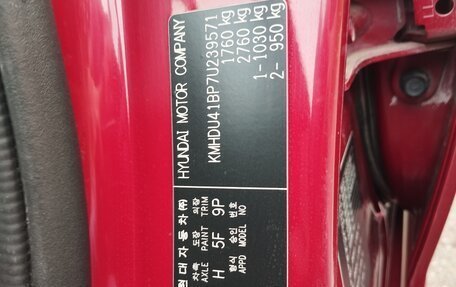 HYUNDAI MOTOR COMPANY
KMHDU41BP7U239571
1760 kg
2760 kg
1-1030 kg
2- 950 kg
현대자동차㈜
차축 도장 의장
AXLE PAINT TRIM
H 5F 9P
형식 승인 번호
APPD MODEL NO